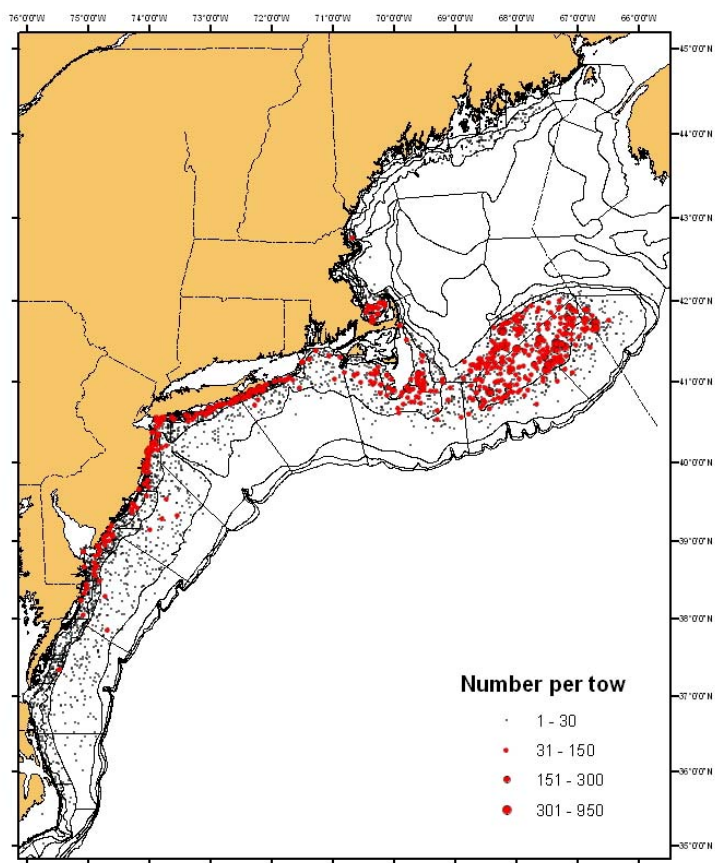 76°0'0"W 75°0'0"W 74°0'0"W 73°0'0"W 72°0'0"W 71°0'0"W 70°0'0"W 69°0'0"W 68°0'0"W 67°0'0"W 66°0'0"W
45°0'0"N
44°0'0"N
43°0'0"N
42°0'0"N
41°0'0"N
40°0'0"N
39°0'0"N
38°0'0"N
37°0'0"N
36°0'0"N
35°0'0"N
Number per tow
1 - 30
31 - 150
151 - 300
301 - 950